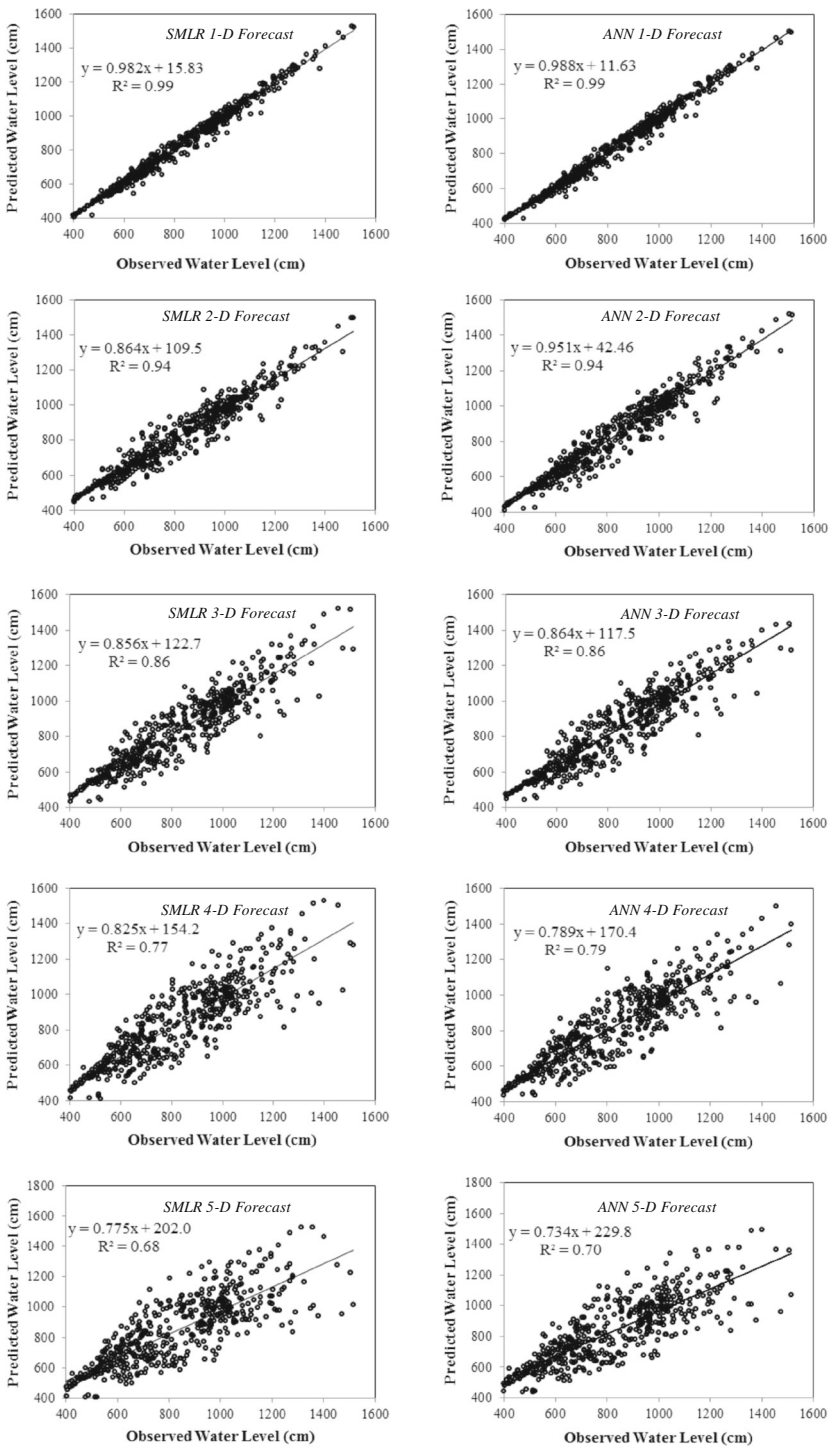 Predicted Water Level (cm)
1600
1400
1200
1000
800
600
400
SMLR 1-D Forecast
y = 0.982x + 15.83
R² = 0.99
400 600 800 1000 1200 1400 1600
Observed Water Level (cm)
Predicted Water Level (cm)
1600
1400
1200
1000
800
600
400
ANN 1-D Forecast
y = 0.988x + 11.63
R² = 0.99
400 600 800 1000 1200 1400 1600
Observed Water Level (cm)
Predicted Water Level (cm)
1600
1400
1200
1000
800
600
400
SMLR 2-D Forecast
y = 0.864x + 109.5
R² = 0.94
400 600 800 1000 1200 1400 1600
Observed Water Level (cm)
Predicted Water Level (cm)
1600
1400
1200
1000
800
600
400
ANN 2-D Forecast
y = 0.951x + 42.46
R² = 0.94
400 600 800 1000 1200 1400 1600
Observed Water Level (cm)
Predicted Water Level (cm)
1600
1400
1200
1000
800
600
400
SMLR 3-D Forecast
y = 0.856x + 122.7
R² = 0.86
400 600 800 1000 1200 1400 1600
Observed Water Level (cm)
Predicted Water Level (cm)
1600
1400
1200
1000
800
600
400
ANN 3-D Forecast
y = 0.864x + 117.5
R² = 0.86
400 600 800 1000 1200 1400 1600
Observed Water Level (cm)
Predicted Water Level (cm)
1600
1400
1200
1000
800
600
400
SMLR 4-D Forecast
y = 0.825x + 154.2
R² = 0.77
400 600 800 1000 1200 1400 1600
Observed Water Level (cm)
Predicted Water Level (cm)
1600
1400
1200
1000
800
600
400
ANN 4-D Forecast
y = 0.789x + 170.4
R² = 0.79
400 600 800 1000 1200 1400 1600
Observed Water Level (cm)
Predicted Water Level (cm)
1800
1600
1400
1200
1000
800
600
400
SMLR 5-D Forecast
y = 0.775x + 202.0
R² = 0.68
400 600 800 1000 1200 1400 1600
Observed Water Level (cm)
Predicted Water Level (cm)
1800
1600
1400
1200
1000
800
600
400
ANN 5-D Forecast
y = 0.734x + 229.8
R² = 0.70
400 600 800 1000 1200 1400 1600
Observed Water Level (cm)